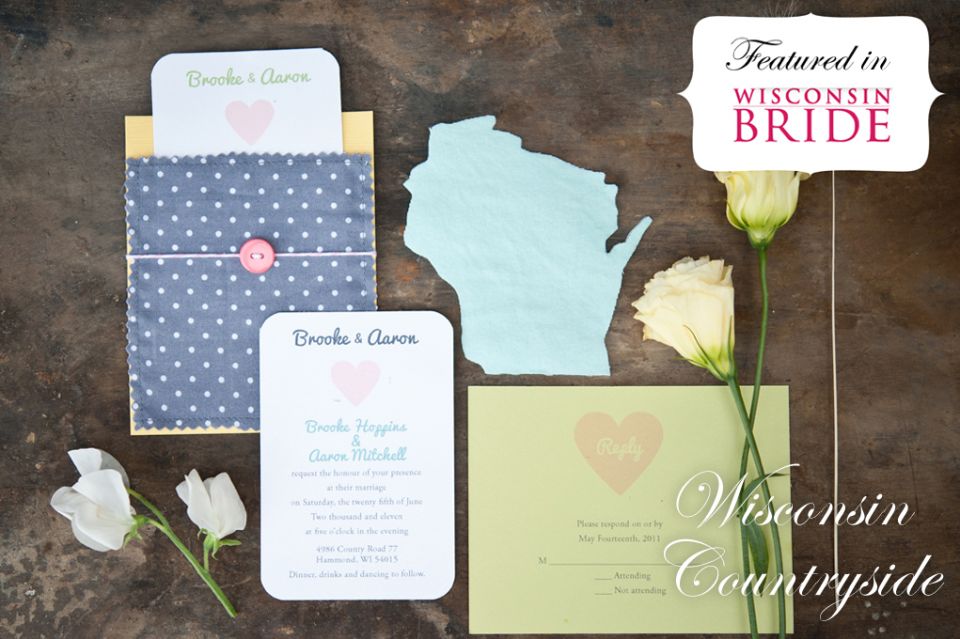 Brooke & Aaron
Featured in
WISCONSIN
BRIDE
Brooke & Aaron
Brooke Hoppins
&
Aaron Mitchell
request the honour of your presence
at their marriage
on Saturday, the twenty fifth of June
Two thousand and eleven
at five o'clock in the evening
4986 County Road 77
Hammond, WI 54015
Dinner, drinks and dancing to follow.
Reply
Please respond on or by
May Fourteenth, 2011
M
Attending
Not attending
Wisconsin
Countryside